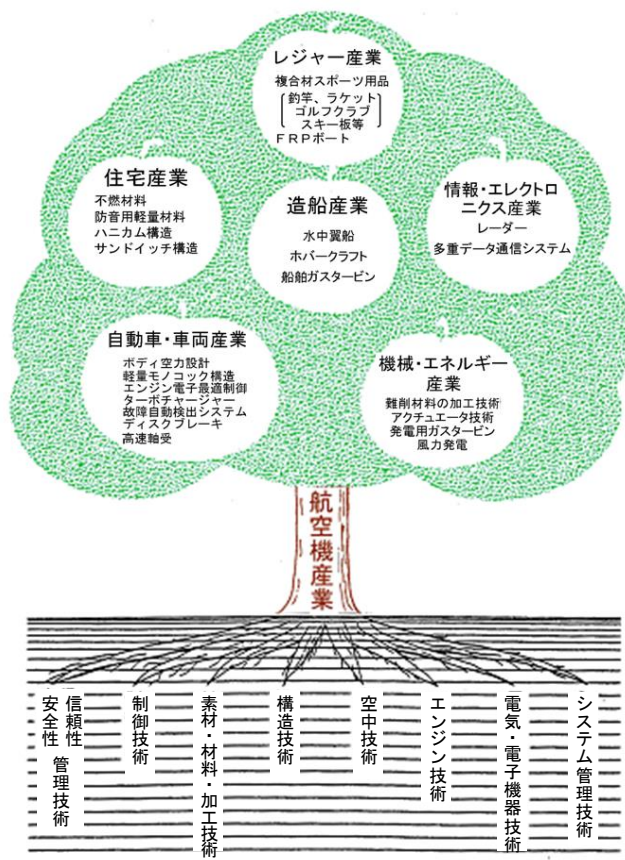 レジャー産業
複合材スポーツ用品
釣竿、ラケット
ゴルフクラブ
スキー板等
FRPボート
住宅産業
不燃材料
防音用軽量材料
ハニカム構造
サンドイッチ構造
造船産業
水中翼船
ホバークラフト
船舶ガスタービン
情報・エレクトロ
ニクス産業
レーダー
多重データ通信システム
自動車・車両産業
ボディ空力設計
軽量モノコック構造
エンジン電子最適制御
ターボチャージャー
故障自動検出システム
ディスクブレーキ
高速軸受
機械・エネルギー
産業
難削材料の加工技術
アクチュエータ技術
発電用ガスタービン
風力発電
航空機産業
信頼性
安全性
管理技術
制御技術
素材・材料・加工技術
構造技術
空中技術
エンジン技術
電気・電子機器技術
システム管理技術